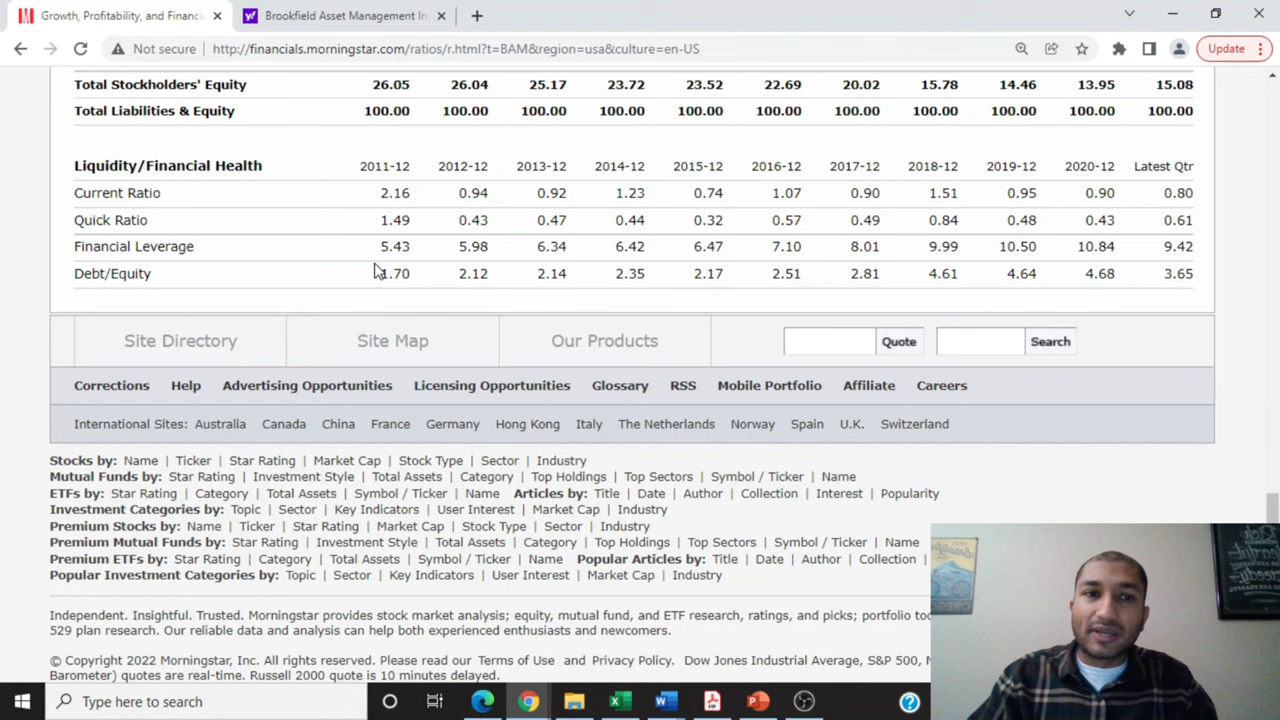 Growth, Profitability, and Financi
Brookfield Asset Management In
Not secure
http://financials.morningstar.com/ratios/r.html?t=BAM&region=usa&culture=en-US
Update
Total Stockholders' Equity 26.05 26.04 25.17 23.72 23.52 22.69 20.02 15.78 14.46 13.95 15.08
Total Liabilities & Equity 100.00 100.00 100.00 100.00 100.00 100.00 100.00 100.00 100.00 100.00 100.00
Liquidity/Financial Health 2011-12 2012-12 2013-12 2014-12 2015-12 2016-12 2017-12 2018-12 2019-12 2020-12 Latest Qtr
Current Ratio 2.16 0.94 0.92 1.23 0.74 1.07 0.90 1.51 0.95 0.90 0.80
Quick Ratio 1.49 0.43 0.47 0.44 0.32 0.57 0.49 0.84 0.48 0.43 0.61
Financial Leverage 5.43 5.98 6.34 6.42 6.47 7.10 8.01 9.99 10.50 10.84 9.42
Debt/Equity 1.70 2.12 2.14 2.35 2.17 2.51 2.81 4.61 4.64 4.68 3.65
Site Directory Site Map Our Products Quote Search
Corrections Help Advertising Opportunities Licensing Opportunities Glossary RSS Mobile Portfolio Affiliate Careers
International Sites: Australia Canada China France Germany Hong Kong Italy The Netherlands Norway Spain U.K. Switzerland
Stocks by: Name | Ticker | Star Rating | Market Cap | Stock Type | Sector | Industry
Mutual Funds by: Star Rating | Investment Style | Total Assets | Category | Top Holdings | Top Sectors | Symbol / Ticker | Name
ETFs by: Star Rating | Category | Total Assets | Symbol / Ticker | Name Articles by: Title | Date | Author | Collection | Interest | Popularity
Investment Categories by: Topic | Sector | Key Indicators | User Interest | Market Cap | Industry
Premium Stocks by: Name | Ticker | Star Rating | Market Cap | Stock Type | Sector | Industry
Premium Mutual Funds by: Star Rating | Investment Style | Total Assets | Category | Top Holdings | Top Sectors | Symbol / Ticker | Name
Premium ETFs by: Star Rating | Category | Total Assets | Symbol / Ticker | Name Popular Articles by: Title | Date | Author | Collection |
Popular Investment Categories by: Topic | Sector | Key Indicators | User Interest | Market Cap | Industry
Independent. Insightful. Trusted. Morningstar provides stock market analysis; equity, mutual fund, and ETF research, ratings, and picks; portfolio
529 plan research. Our reliable data and analysis can help both experienced enthusiasts and newcomers.
© Copyright 2022 Morningstar, Inc. All rights reserved. Please read our Terms of Use and Privacy Policy. Dow Jones Industrial Average, S&P 500,
Barometer) quotes are real-time. Russell 2000 quote is 10 minutes delayed.
OREGON
Type here to search